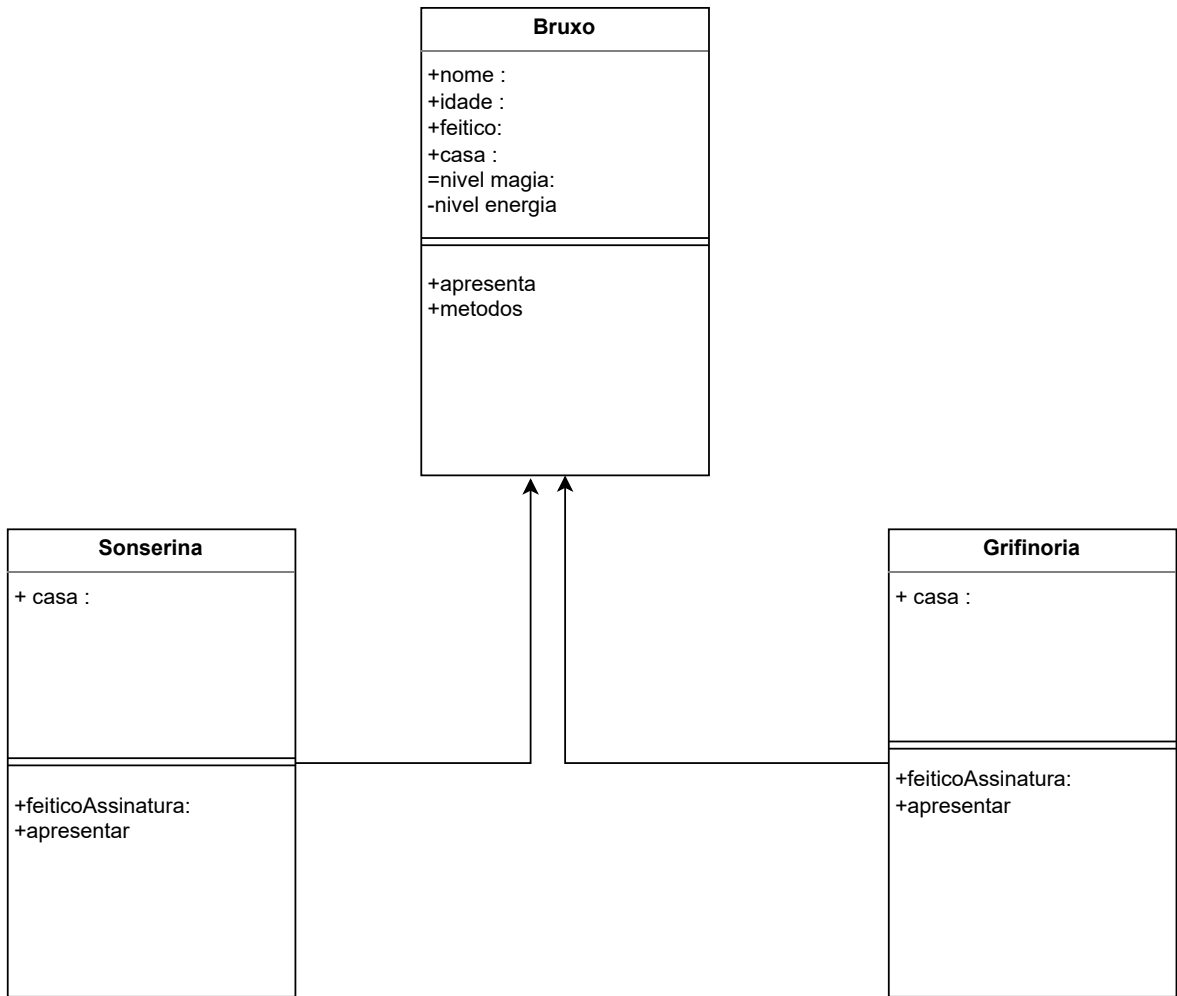 Bruxo
+nome :
+idade :
+feitico:
+casa :
=nivel magia:
-nivel energia
+apresenta
+metodos
Sonserina
+ casa :
+feiticoAssinatura:
+apresentar
Grifinoria
+ casa :
+feiticoAssinatura:
+apresentar